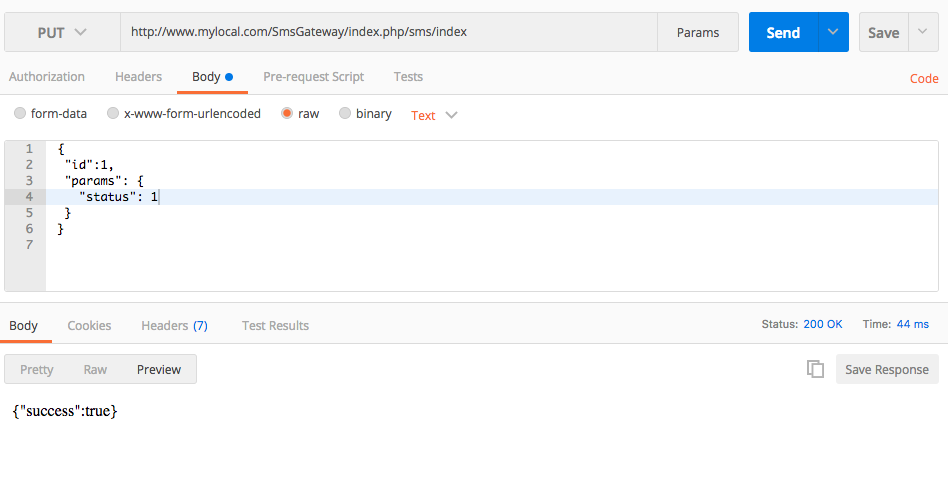 PUT http://www.mylocal.com/SmsGateway/index.php/sms/index Params Send Save
Authorization Headers Body Pre-request Script Tests Code
form-data x-www-form-urlencoded raw binary Text
1 {
2 "id":1,
3 "params": {
4 "status": 1
5 }
6 }
7
Body Cookies Headers (7) Test Results Status: 200 OK Time: 44 ms
Pretty Raw Preview Save Response
{"success":true}